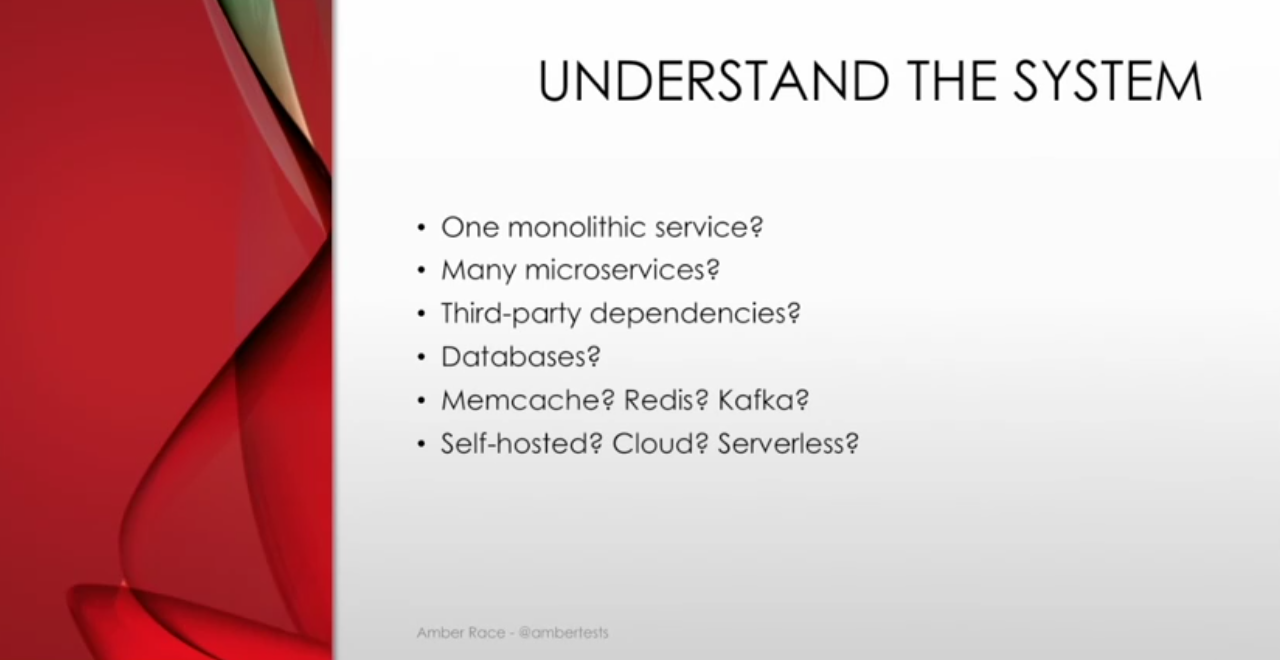 UNDERSTAND THE SYSTEM
• One monolithic service?
• Many microservices?
• Third-party dependencies?
• Databases?
• Memcache? Redis? Kafka?
• Self-hosted? Cloud? Serverless?
Amber Race - @ambertests